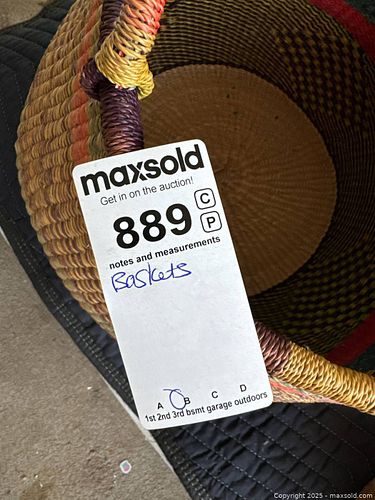 maxsold
Get in on the auction!
889 C
P
notes and measurements
Baskets
A B C D
1st 2nd 3rd bsmt garage outdoors
Copyright 2025 - maxsold.com